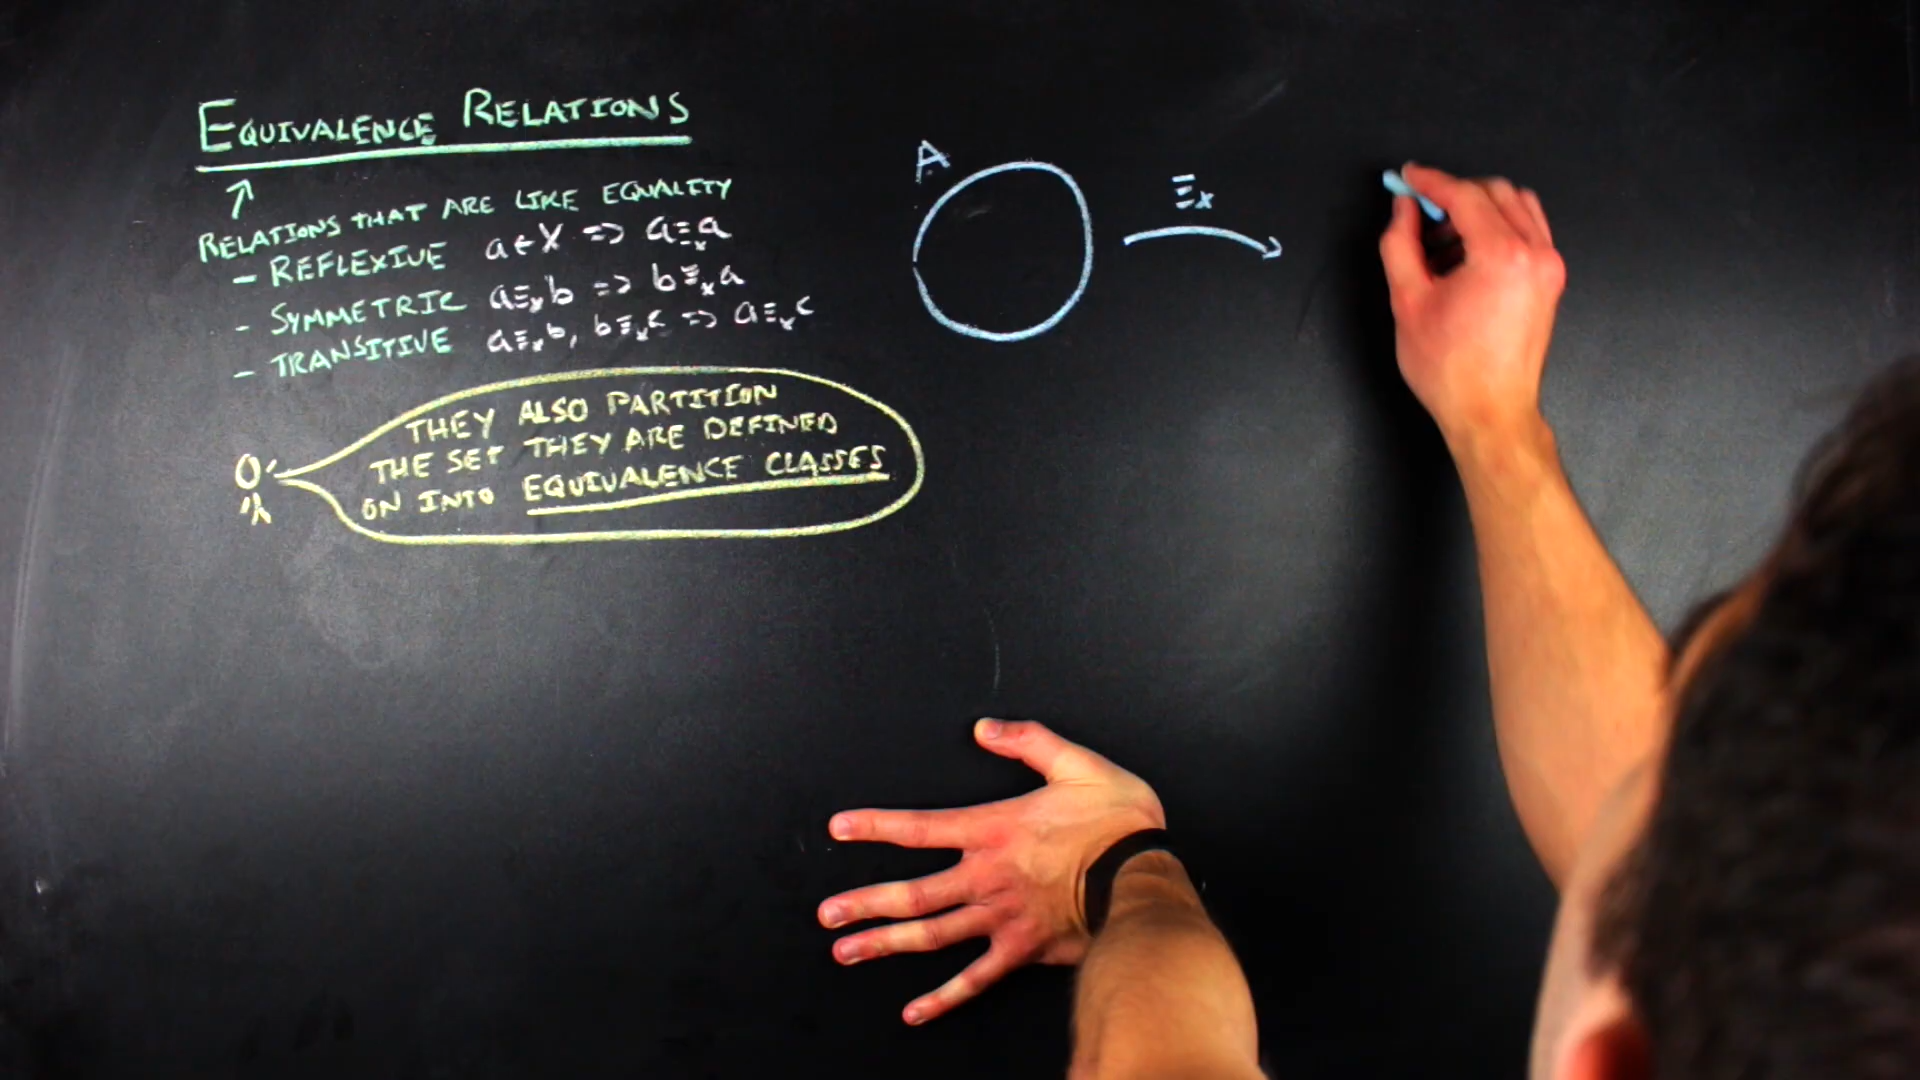 EQUIVALENCE RELATIONS
RELATIONS THAT ARE LIKE EQUALITY
- REFLEXIVE a∈X => a≡ₓa
- SYMMETRIC a≡ₓb => b≡ₓa
- TRANSITIVE a≡ₓb, b≡ₓc => a≡ₓc
THEY ALSO PARTITION
THE SET THEY ARE DEFINED
ON INTO EQUIVALENCE CLASSES
A
≡ₓ